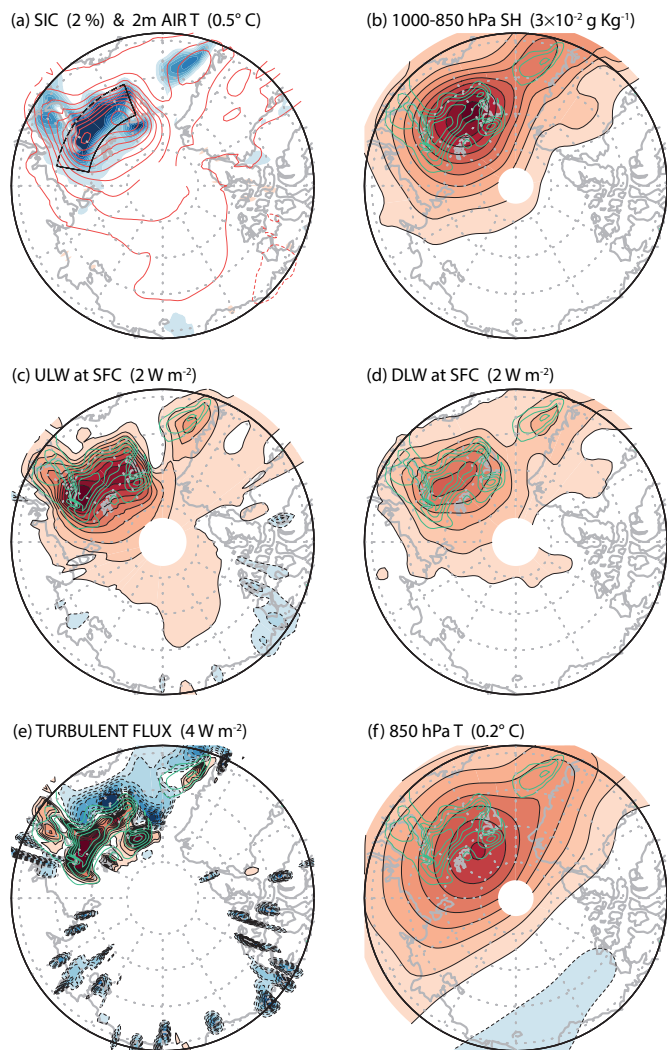 (a) SIC (2 %) & 2m AIR T (0.5° C)
(b) 1000-850 hPa SH (3×10⁻² g Kg⁻¹)
(c) ULW at SFC (2 W m⁻²)
(d) DLW at SFC (2 W m⁻²)
(e) TURBULENT FLUX (4 W m⁻²)
(f) 850 hPa T (0.2° C)